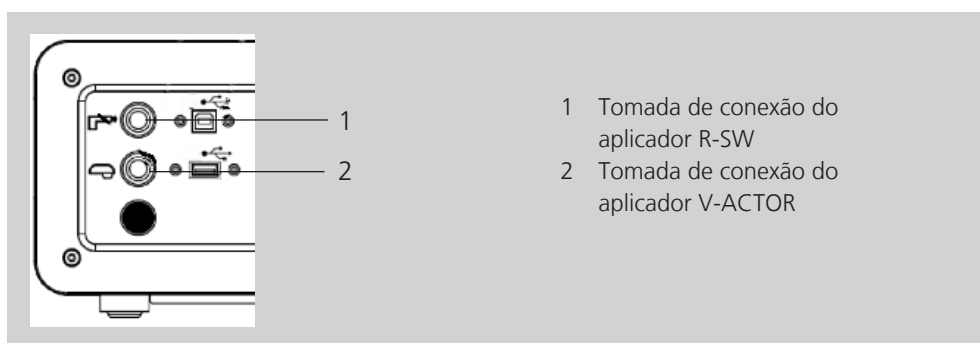 1
2
1 Tomada de conexão do
aplicador R-SW
2 Tomada de conexão do
aplicador V-ACTOR